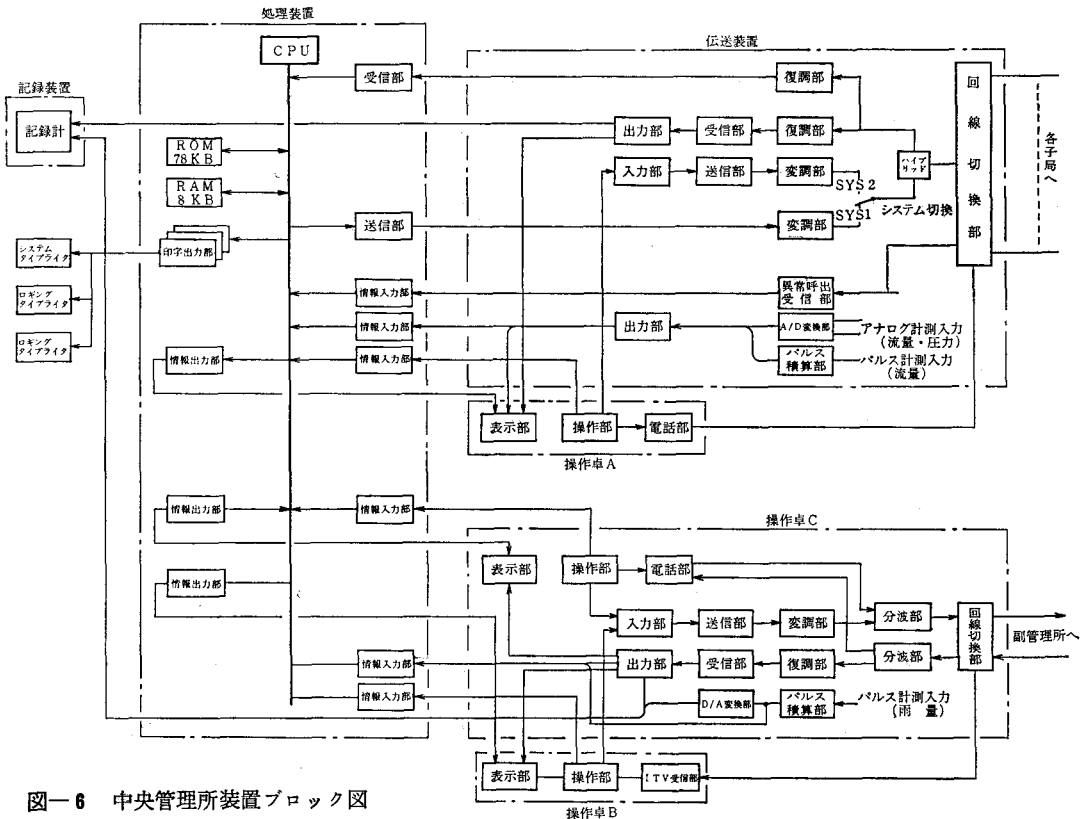 処理装置
CPU
伝送装置
受信部
復調部
回線切換部
各子局へ
記録装置
記録計
出力部
受信部
復調部
ハイブリッド
ROM
78KB
入力部
送信部
変調部
SYS2
RAM
8KB
SYS1
システム切換
送信部
変調部
印字出力部
システム
タイプライタ
異常呼出
受信部
情報入力部
ロギング
タイプライタ
情報入力部
出力部
A/D変換部
アナログ計測入力
(流量・圧力)
ロギング
タイプライタ
情報出力部
情報入力部
パルス
積算部
パルス計測入力
(流量)
表示部
操作部
電話部
操作卓A
情報出力部
情報入力部
操作卓C
表示部
操作部
電話部
情報出力部
入力部
送信部
変調部
分波部
回線切換部
副管理所へ
情報入力部
出力部
受信部
復調部
分波部
情報入力部
D/A変換部
パルス
積算部
パルス計測入力
(雨量)
表示部
操作部
ITV受信部
操作卓B
図―6 中央管理所装置ブロック図